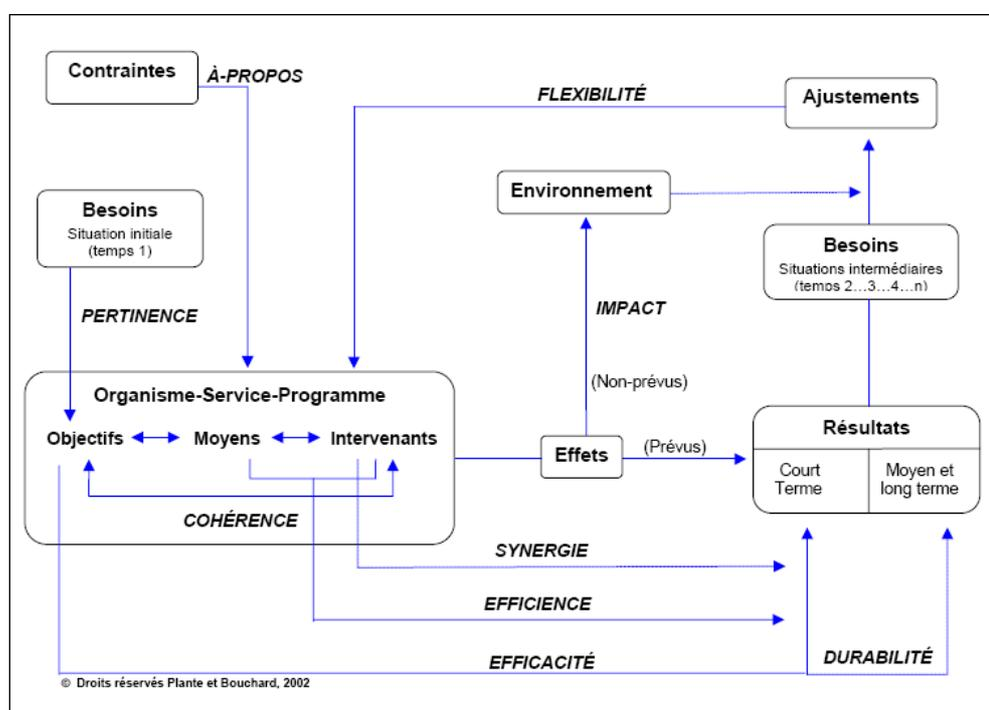 Contraintes
À-PROPOS
FLEXIBILITÉ
Ajustements
Environnement
Besoins
Situation initiale
(temps 1)
Besoins
Situations intermédiaires
(temps 2...3...4...n)
PERTINENCE
IMPACT
(Non-prévus)
Organisme-Service-Programme
Objectifs
Moyens
Intervenants
COHÉRENCE
Effets
(Prévus)
Résultats
Court
Terme
Moyen et
long terme
SYNERGIE
EFFICIENCE
EFFICACITÉ
DURABILITÉ
© Droits réservés Plante et Bouchard, 2002